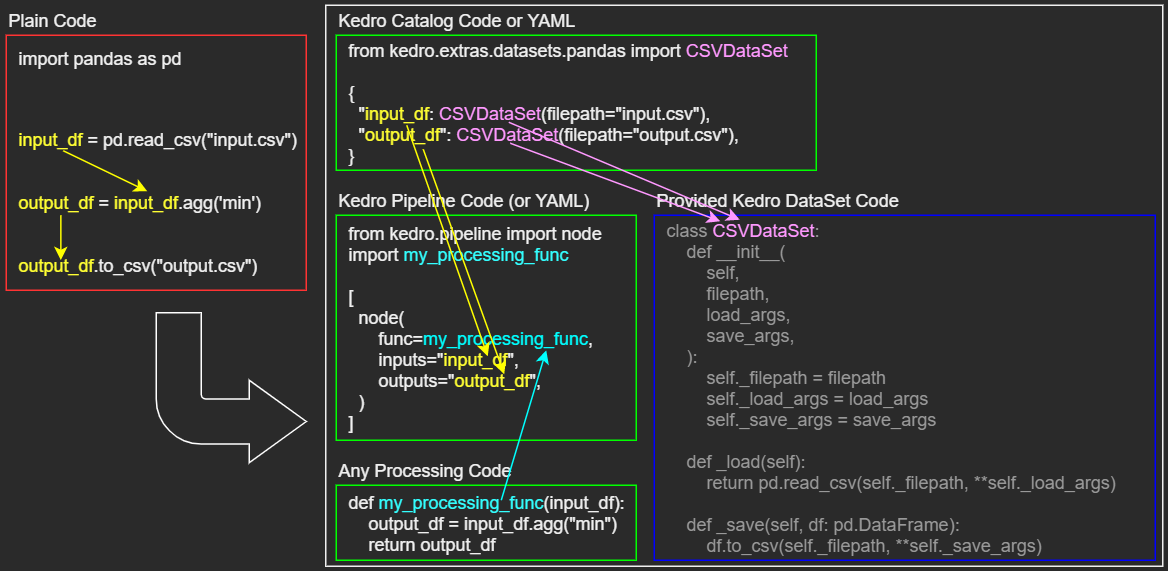 Plain Code
import pandas as pd
input_df = pd.read_csv("input.csv")
output_df = input_df.agg('min')
output_df.to_csv("output.csv")
Kedro Catalog Code or YAML
from kedro.extras.datasets.pandas import CSVDataSet
{
"input_df: CSVDataSet(filepath="input.csv"),
"output_df": CSVDataSet(filepath="output.csv"),
}
Kedro Pipeline Code (or YAML)
from kedro.pipeline import node
import my_processing_func
[
node(
func=my_processing_func,
inputs="input_df",
outputs="output_df",
)
]
Any Processing Code
def my_processing_func(input_df):
output_df = input_df.agg("min")
return output_df
Provided Kedro DataSet Code
class CSVDataSet:
def __init__(
self,
filepath,
load_args,
save_args,
):
self._filepath = filepath
self._load_args = load_args
self._save_args = save_args
def _load(self):
return pd.read_csv(self._filepath, **self._load_args)
def _save(self, df: pd.DataFrame):
df.to_csv(self._filepath, **self._save_args)